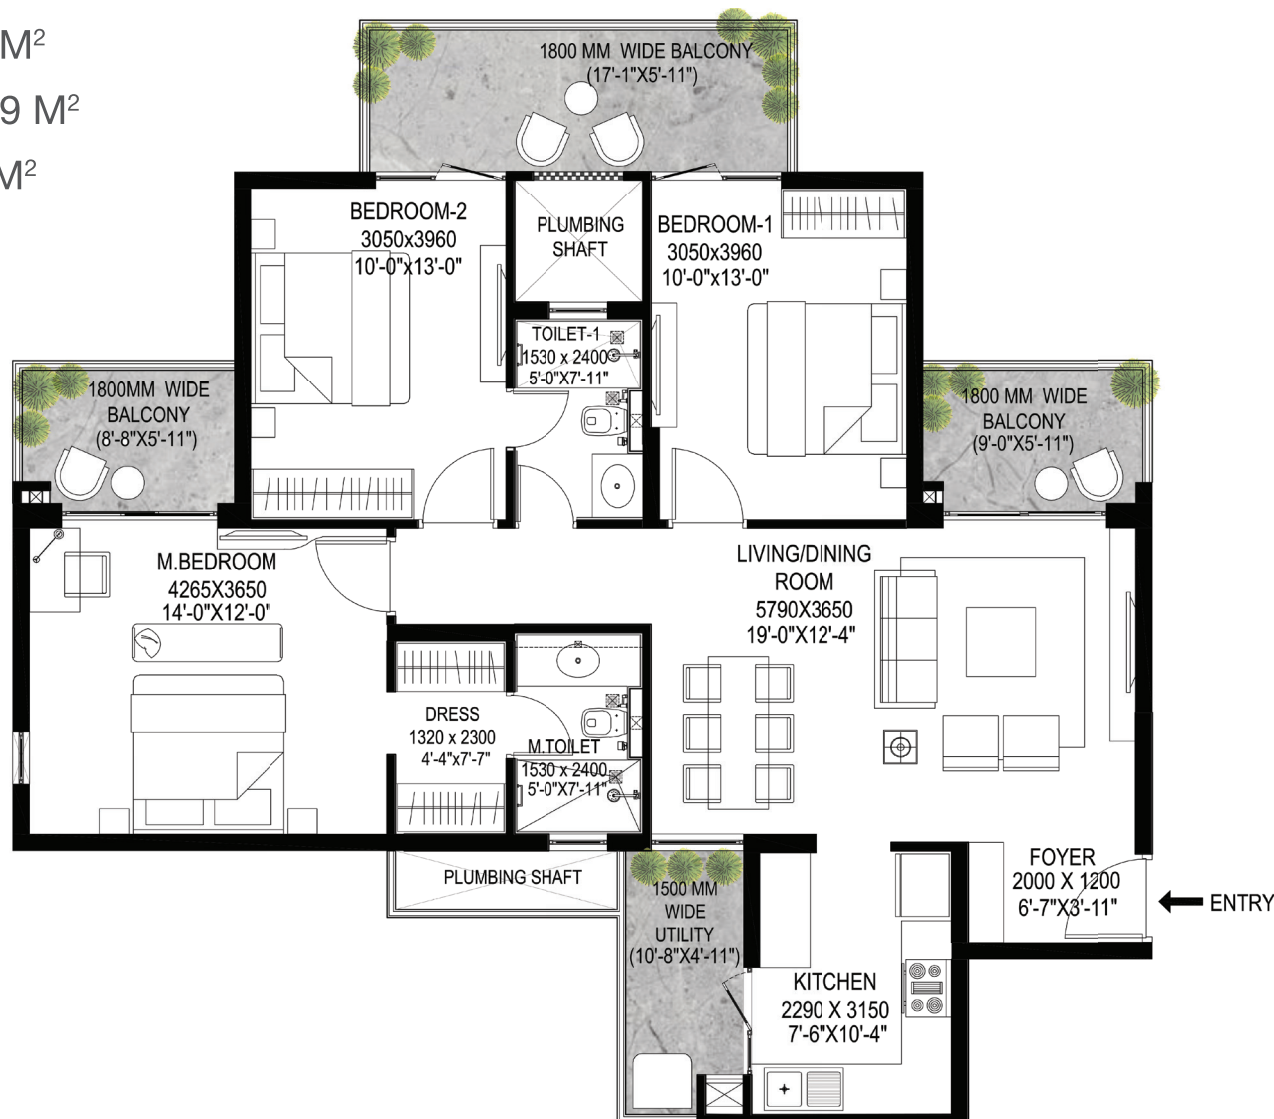 M²
9 M²
M²
1800 MM WIDE BALCONY
(17'-1"X5'-11")
BEDROOM-2
3050x3960
10'-0"x13'-0"
PLUMBING
SHAFT
BEDROOM-1
3050x3960
10'-0"x13'-0"
TOILET-1
1530 x 2400
5'-0"X7'-11"
1800MM WIDE
BALCONY
(8'-8"X5'-11")
1800 MM WIDE
BALCONY
(9'-0"X5'-11")
M.BEDROOM
4265X3650
14'-0"X12'-0"
LIVING/DINING
ROOM
5790X3650
19'-0"X12'-4"
DRESS
1320 x 2300
4'-4"x7'-7"
M.TOILET
1530 x 2400
5'-0"X7'-11"
PLUMBING SHAFT
1500 MM
WIDE
UTILITY
(10'-8"X4'-11")
FOYER
2000 X 1200
6'-7"X3'-11"
ENTRY
KITCHEN
2290 X 3150
7'-6"X10'-4"